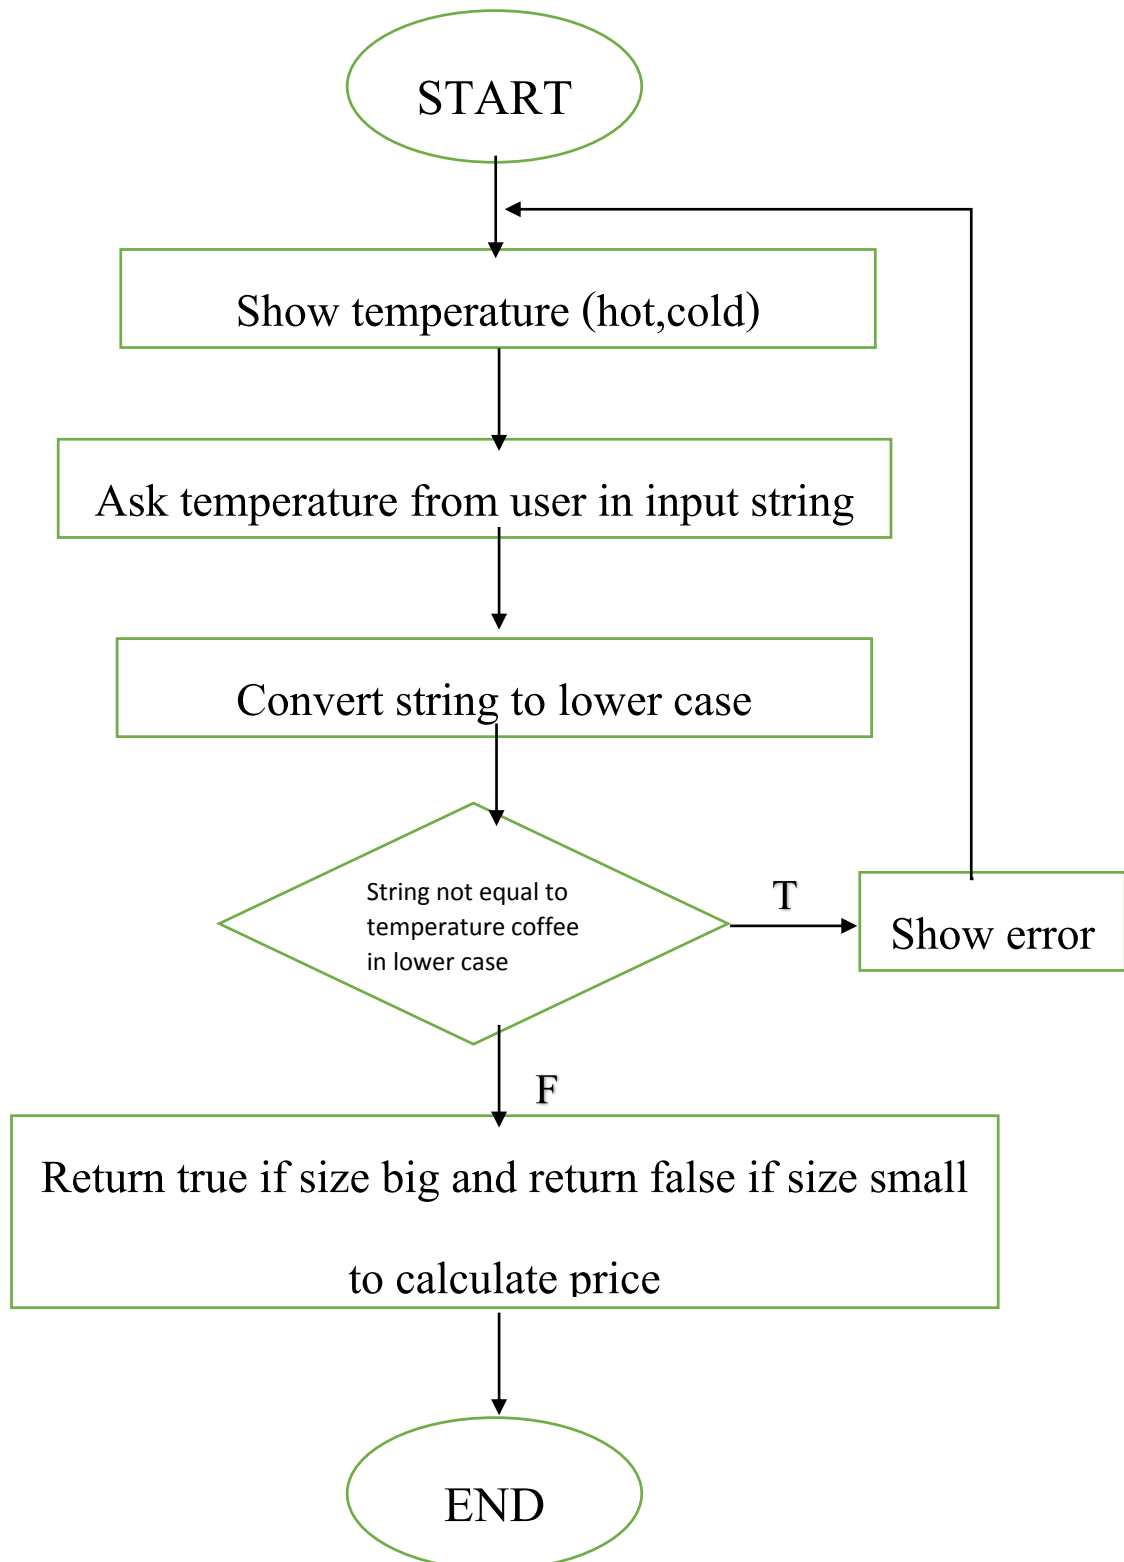 START
Show temperature (hot,cold)
Ask temperature from user in input string
Convert string to lower case
String not equal to
temperature coffee
in lower case
T
Show error
F
Return true if size big and return false if size small
to calculate price
END